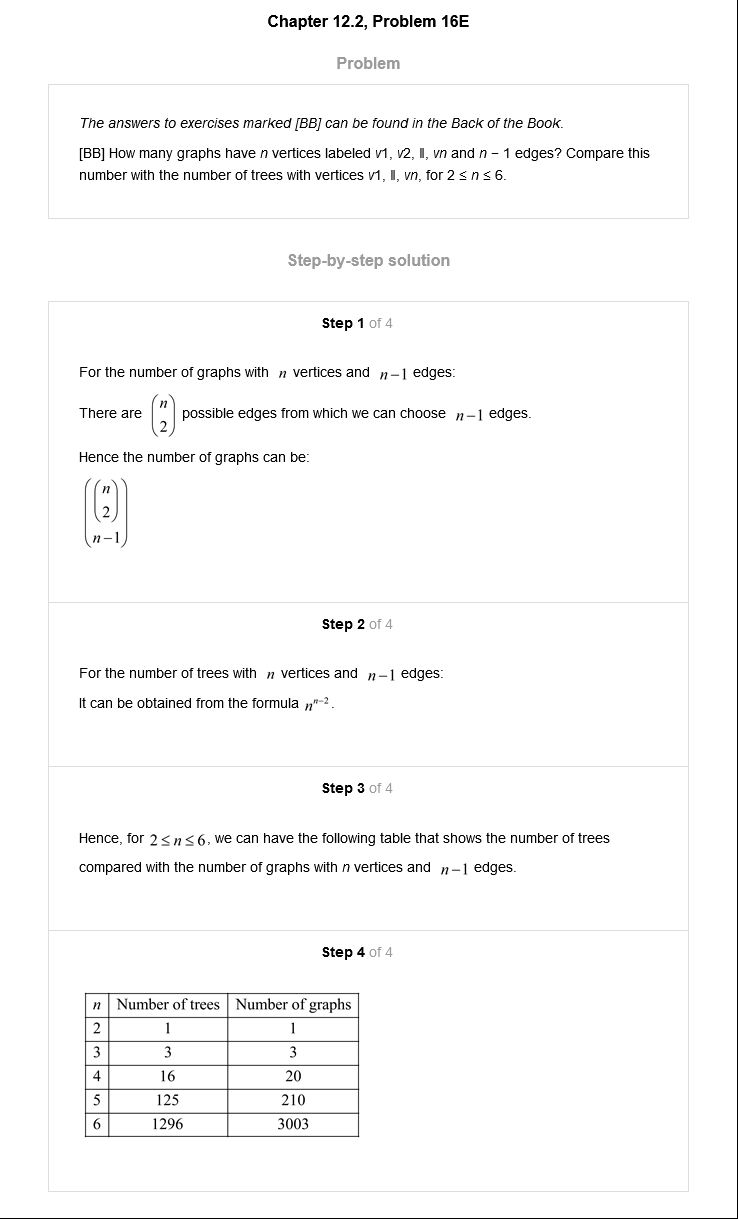 Chapter 12.2, Problem 16E
Problem
The answers to exercises marked [BB] can be found in the Back of the Book.
[BB] How many graphs have n vertices labeled v1, v2, ll, vn and n − 1 edges? Compare this
number with the number of trees with vertices v1, ll, vn, for 2 ≤ n ≤ 6.
Step-by-step solution
Step 1 of 4
For the number of graphs with n vertices and n−1 edges:
There are (n 2) possible edges from which we can choose n−1 edges.
Hence the number of graphs can be:
((n 2) n−1)
Step 2 of 4
For the number of trees with n vertices and n−1 edges:
It can be obtained from the formula nⁿ⁻².
Step 3 of 4
Hence, for 2≤n≤6, we can have the following table that shows the number of trees
compared with the number of graphs with n vertices and n−1 edges.
Step 4 of 4
n Number of trees Number of graphs
2 1 1
3 3 3
4 16 20
5 125 210
6 1296 3003